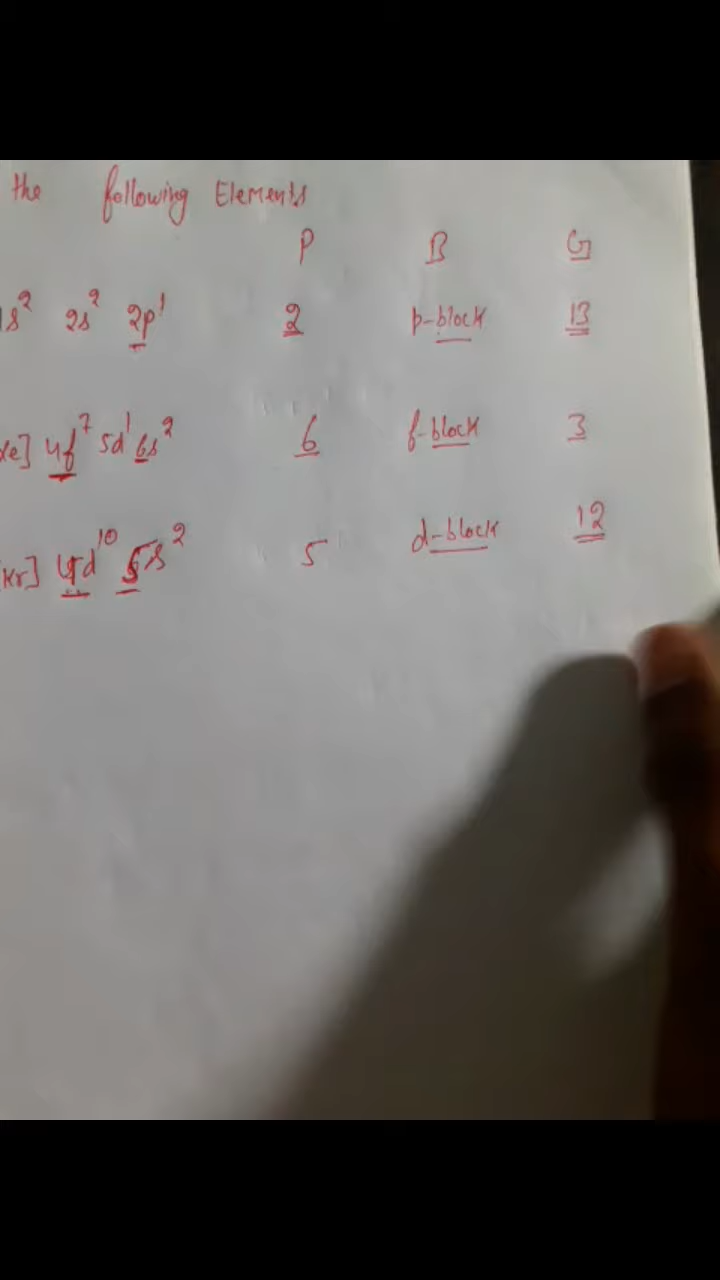 the following Elements
P B G
1s² 2s² 2p¹ 2 p-block 13
Xe] 4f⁷ 5d¹ 6s² 6 f-block 3
[Kr] 4d¹⁰ 5s² 5 d-block 12